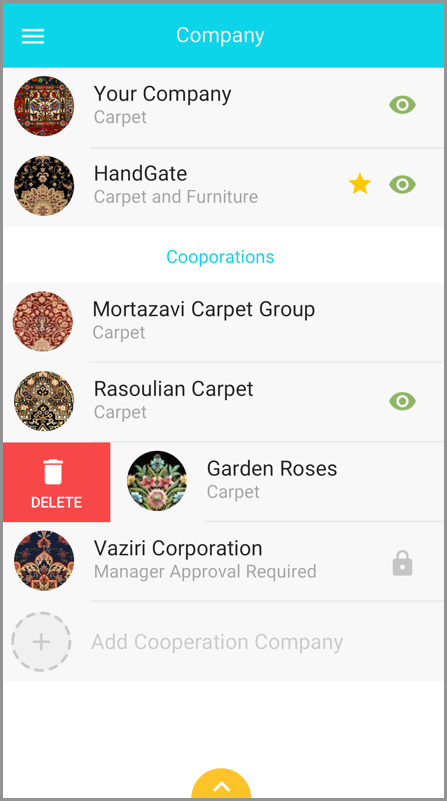 Company
Your Company
Carpet
HandGate
Carpet and Furniture
Cooporations
Mortazavi Carpet Group
Carpet
Rasoulian Carpet
Carpet
DELETE
Garden Roses
Carpet
Vaziri Corporation
Manager Approval Required
Add Cooperation Company